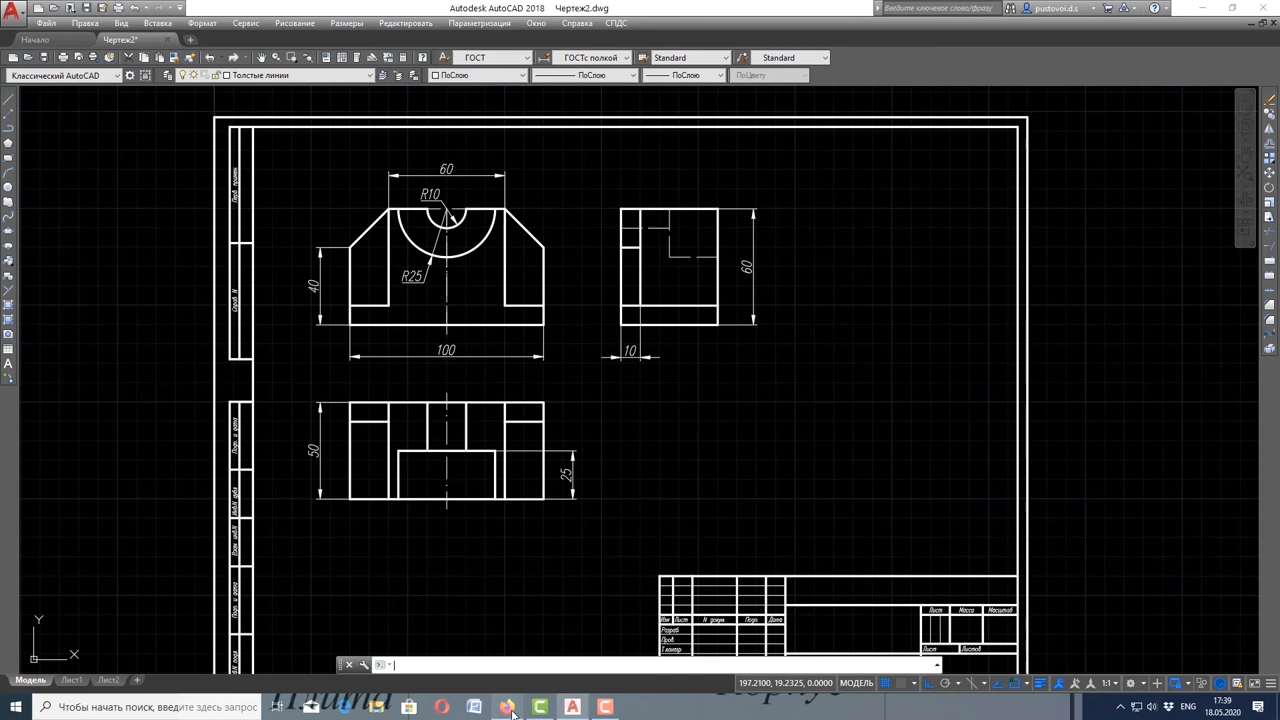 Autodesk AutoCAD 2018 Чертеж2.dwg
Введите ключевое слово/фразу
pustovoi.d.s
Файл Правка Вид Вставка Формат Сервис Рисование Размеры Редактировать Параметризация Окно Справка СПДС
Начало Чертеж2*
ГОСТ ГОСТс полкой Standard Standard
Классический AutoCAD Толстые линии ПоСлою ПоСлою ПоСлою ПоЦвету
60
R10
R25
40
100
60
10
50
25
Перв. примен.
Справ. N
Подп. и дата
Взам. инв.N
Подп. и дата
Изм Лист N докум. Подп. Дата
Разраб
Пров.
Т.контр
Лист Масса Масштаб
Лист Листов
Y
X
Модель Лист1 Лист2
197.2100, 19.2325, 0.0000 МОДЕЛЬ 1:1
Чтобы начать поиск, введите здесь запрос
17:39
18.05.2020